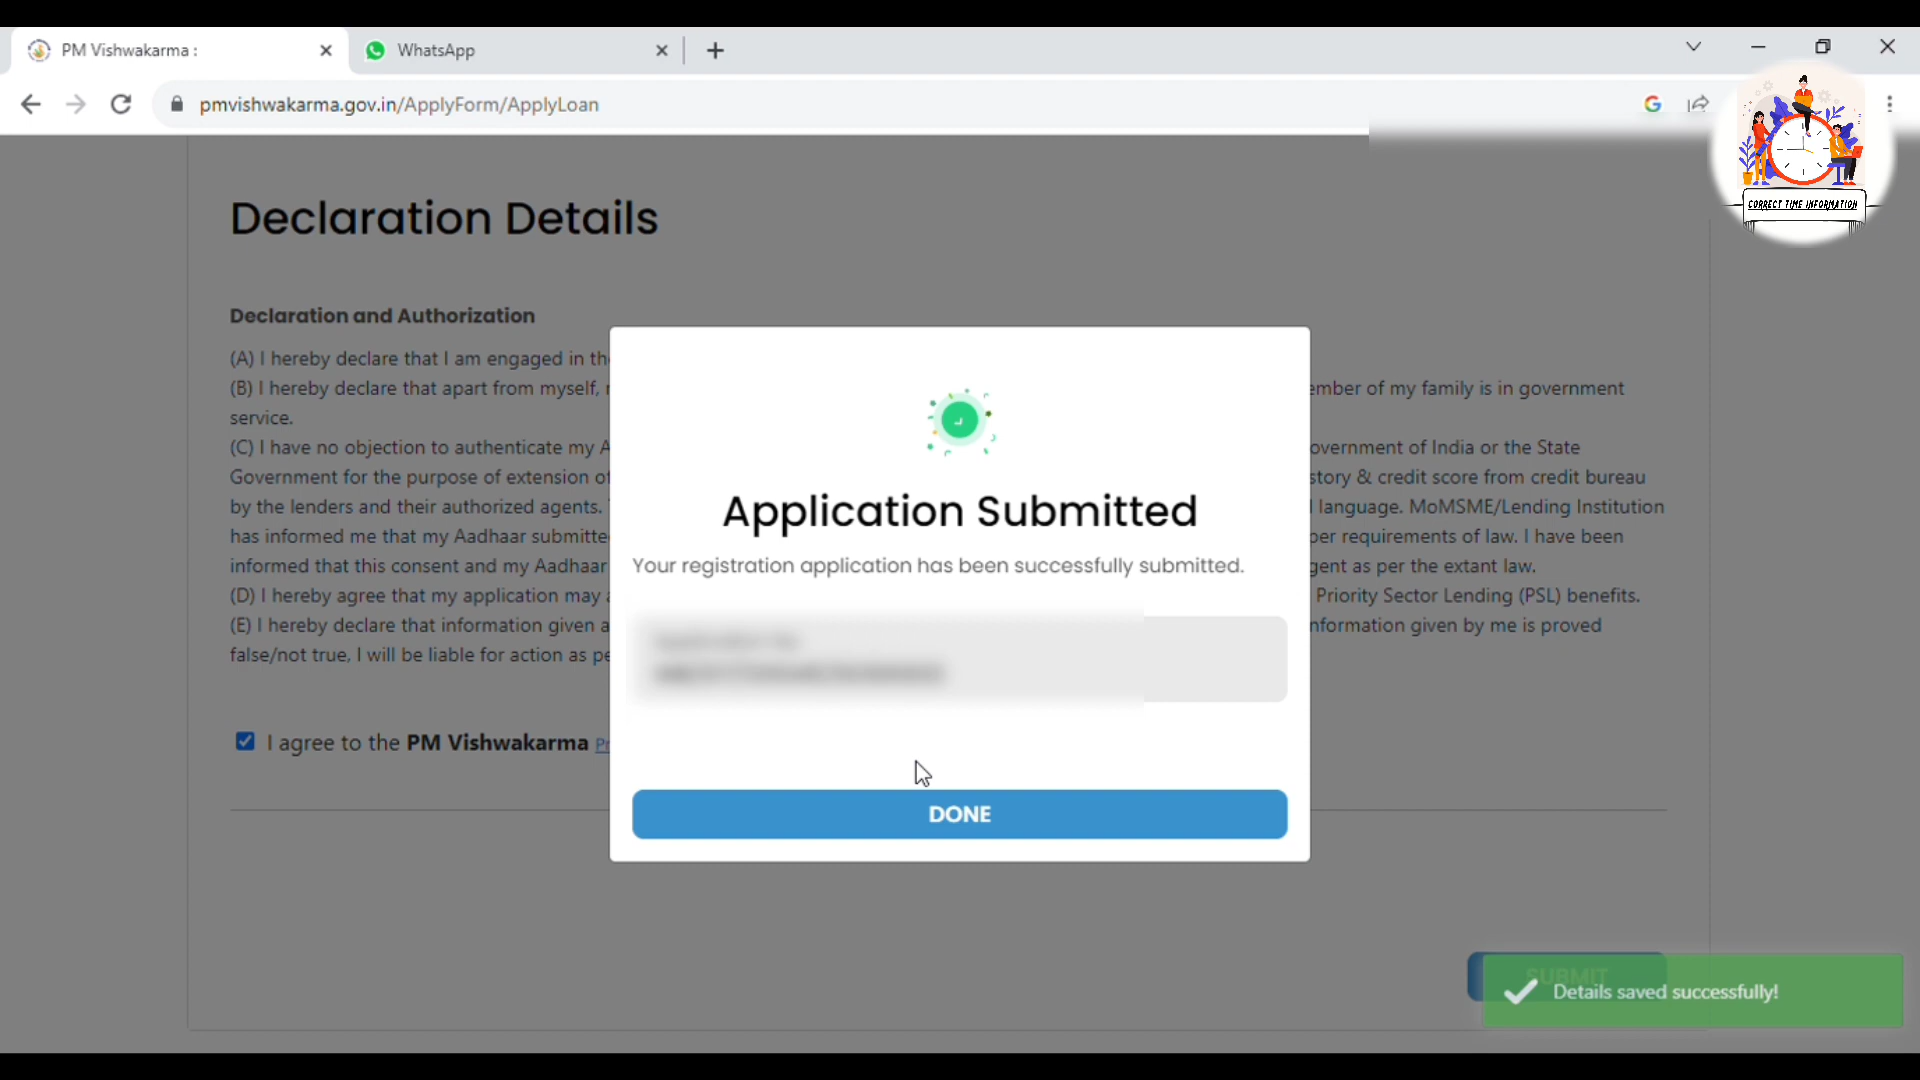 PM Vishwakarma :
WhatsApp
pmvishwakarma.gov.in/ApplyForm/ApplyLoan
CORRECT TIME INFORMATION
Declaration Details
Declaration and Authorization
(A) I hereby declare that I am engaged in th
(B) I hereby declare that apart from myself, ember of my family is in government
service.
(C) I have no objection to authenticate my A overnment of India or the State
Government for the purpose of extension of story & credit score from credit bureau
by the lenders and their authorized agents. language. MoMSME/Lending Institution
has informed me that my Aadhaar submitte per requirements of law. I have been
informed that this consent and my Aadhaar gent as per the extant law.
(D) I hereby agree that my application may Priority Sector Lending (PSL) benefits.
(E) I hereby declare that information given a nformation given by me is proved
false/not true, I will be liable for action as pe
I agree to the PM Vishwakarma Pr
Application Submitted
Your registration application has been successfully submitted.
DONE
SUBMIT
Details saved successfully!